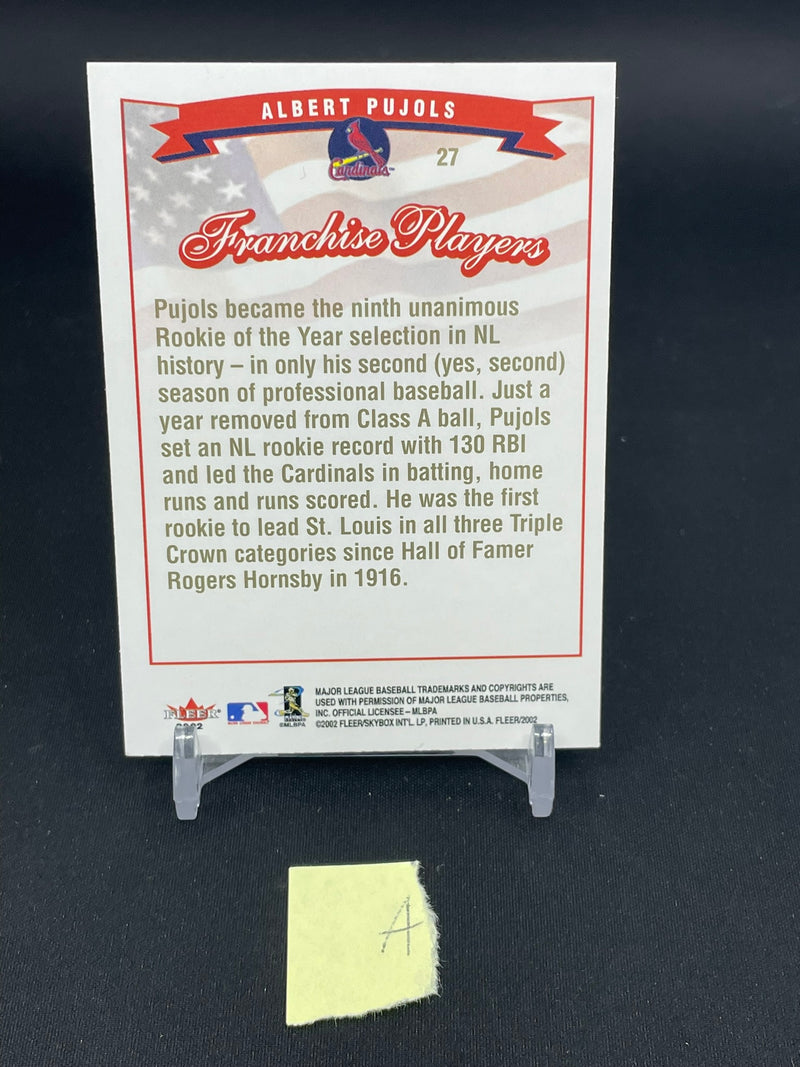 ALBERT PUJOLS
Cardinals
27
Franchise Players
Pujols became the ninth unanimous
Rookie of the Year selection in NL
history – in only his second (yes, second)
season of professional baseball. Just a
year removed from Class A ball, Pujols
set an NL rookie record with 130 RBI
and led the Cardinals in batting, home
runs and runs scored. He was the first
rookie to lead St. Louis in all three Triple
Crown categories since Hall of Famer
Rogers Hornsby in 1916.
FLEER
2002
©MLBPA
MAJOR LEAGUE BASEBALL TRADEMARKS AND COPYRIGHTS ARE
USED WITH PERMISSION OF MAJOR LEAGUE BASEBALL PROPERTIES,
INC. OFFICIAL LICENSEE– MLBPA
©2002 FLEER/SKYBOX INT'L. LP, PRINTED IN U.S.A. FLEER/2002
A